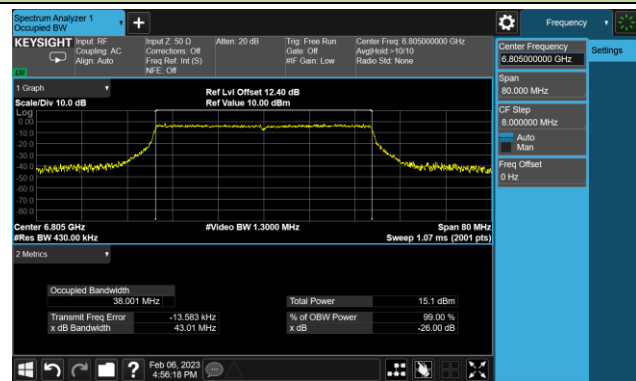 Spectrum Analyzer 1
Occupied BW
Frequency
KEYSIGHT
Input: RF
Coupling: AC
Align: Auto
Input Z: 50 Ω
Corrections: Off
Freq Ref: Int (S)
NFE: Off
Atten: 20 dB
Trig: Free Run
Gate: Off
#IF Gain: Low
Center Freq: 6.805000000 GHz
Avg|Hold:>10/10
Radio Std: None
LXI
Center Frequency
6.805000000 GHz
Settings
Span
80.000 MHz
CF Step
8.000000 MHz
Auto
Man
Freq Offset
0 Hz
1 Graph
Scale/Div 10.0 dB
Ref Lvl Offset 12.40 dB
Ref Value 10.00 dBm
Log
0.00
-10.0
-20.0
-30.0
-40.0
-50.0
-60.0
-70.0
-80.0
Center 6.805 GHz
#Res BW 430.00 kHz
#Video BW 1.3000 MHz
Span 80 MHz
Sweep 1.07 ms (2001 pts)
2 Metrics
Occupied Bandwidth
38.001 MHz
Total Power 15.1 dBm
Transmit Freq Error -13.583 kHz
% of OBW Power 99.00 %
x dB Bandwidth 43.01 MHz
x dB -26.00 dB
?
Feb 06, 2023
4:56:18 PM